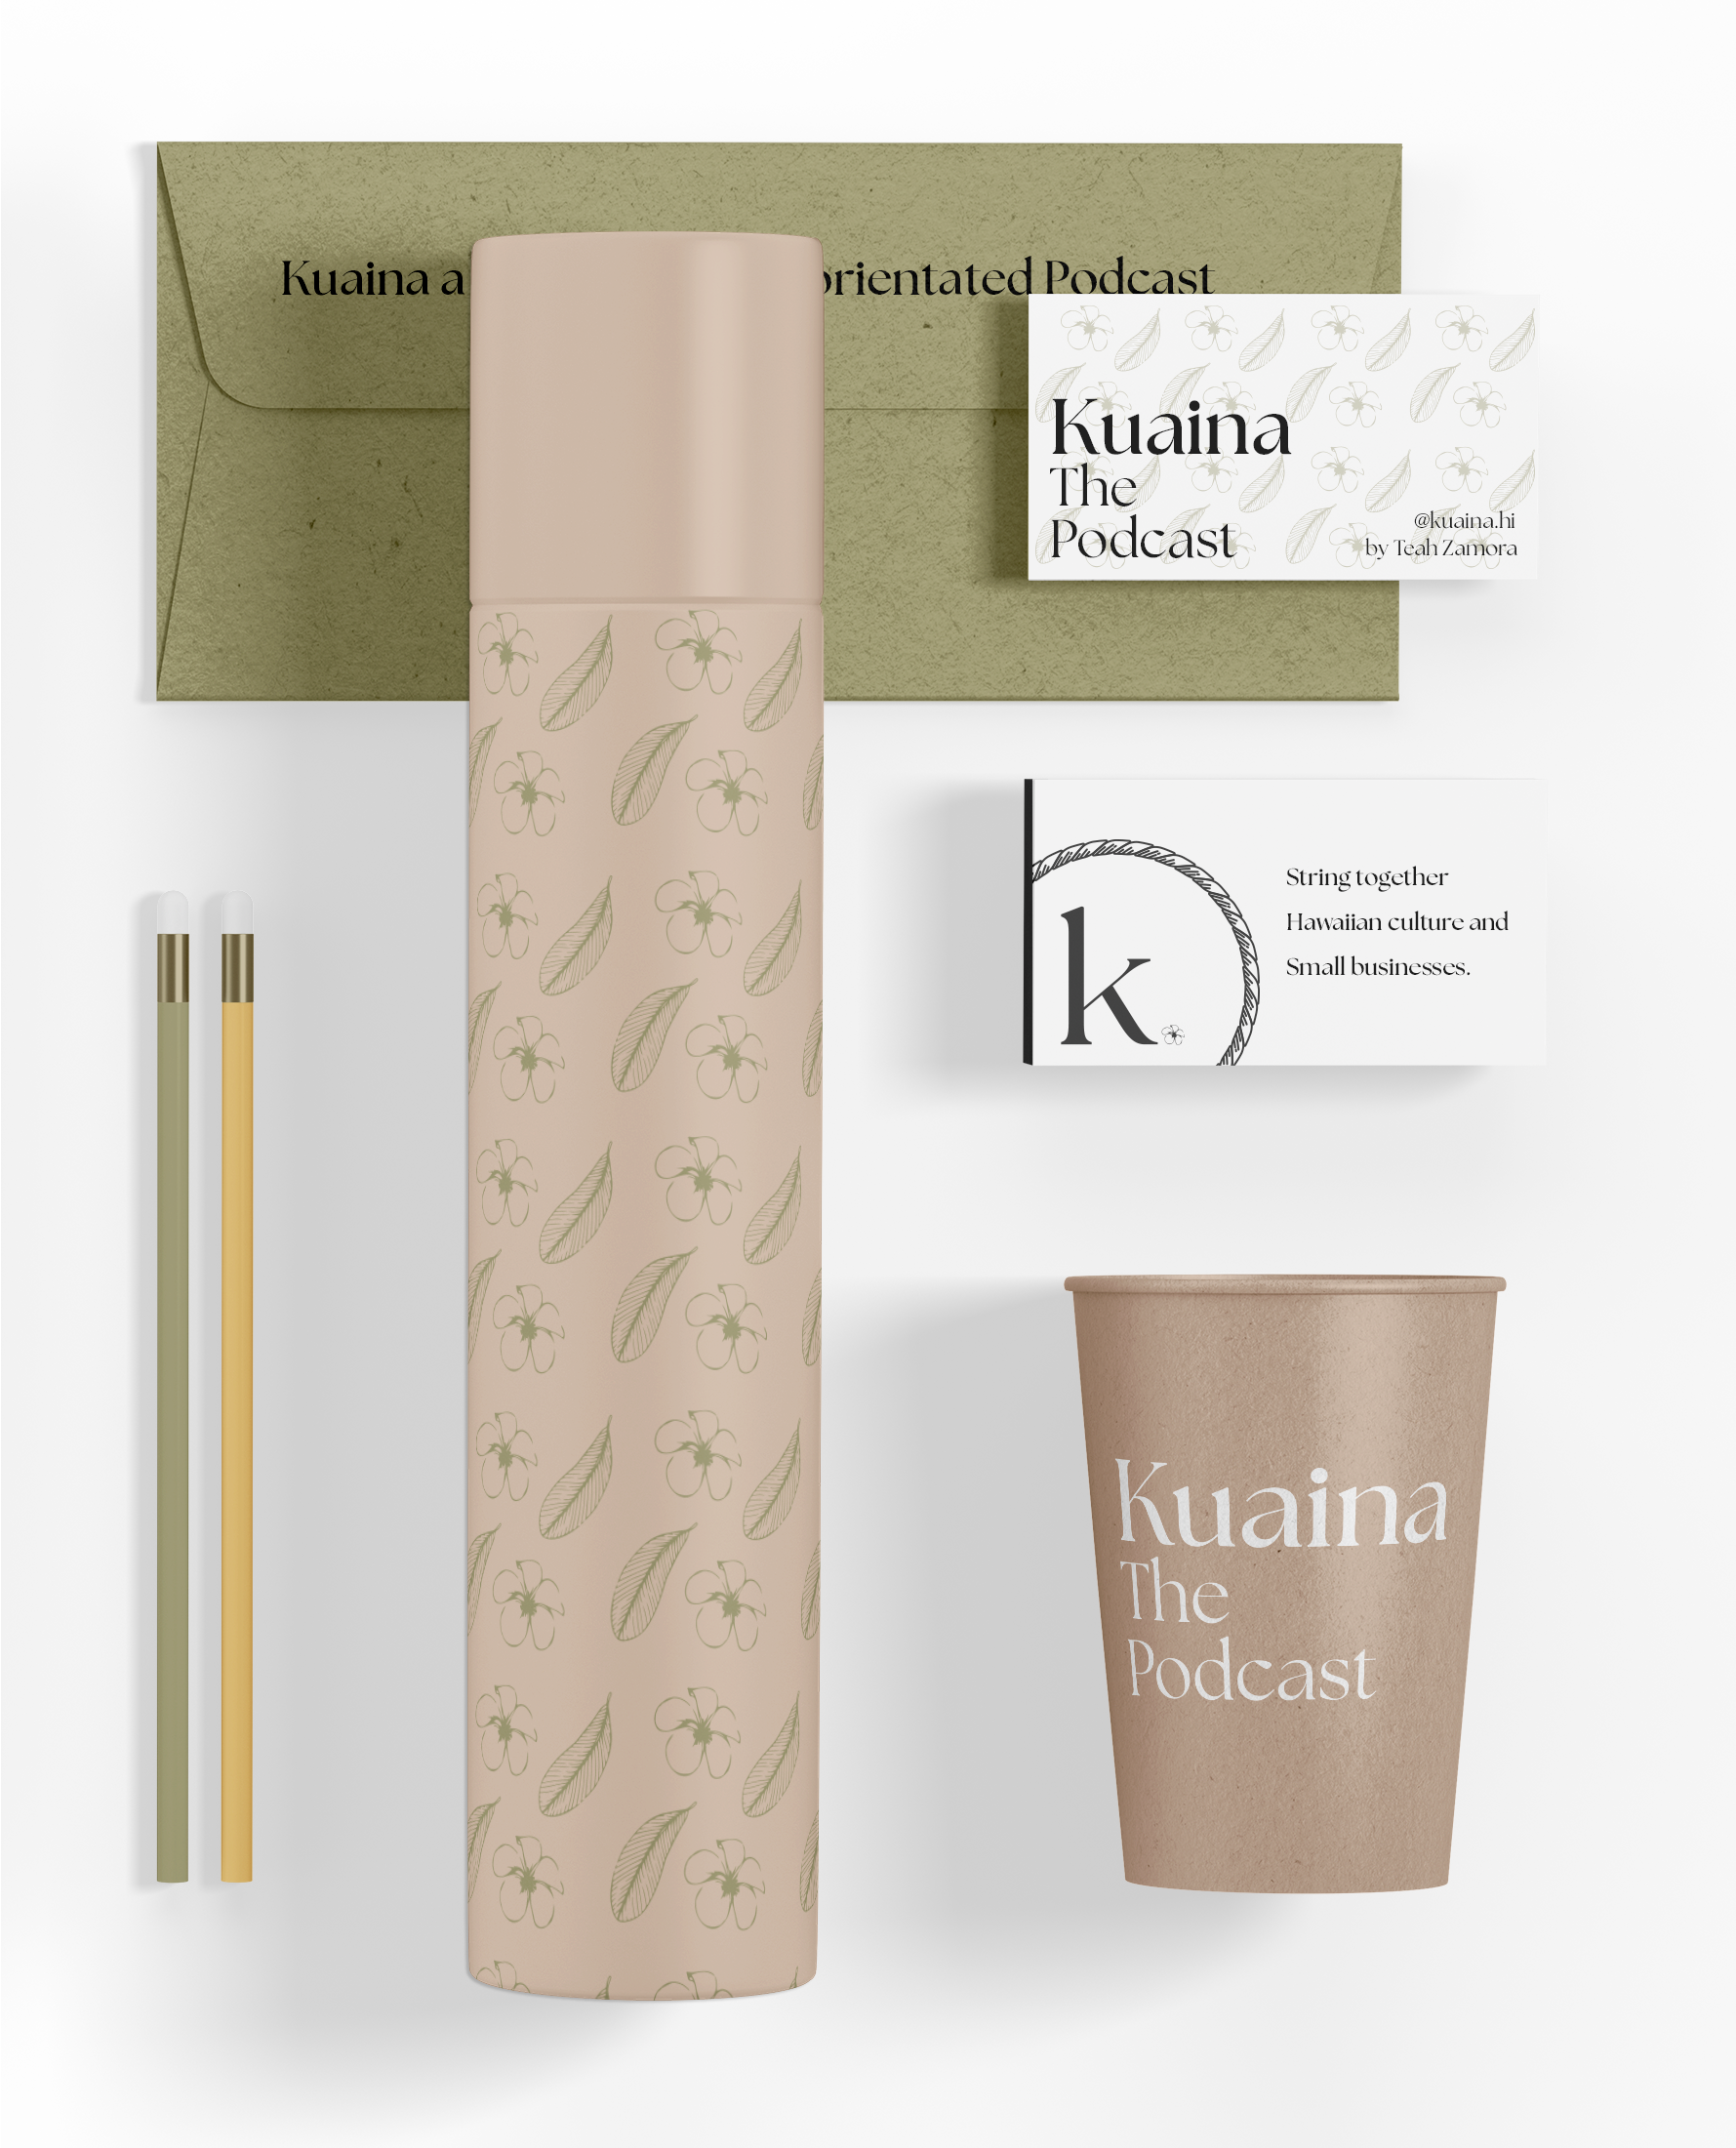 Kuaina a orientated Podcast
Kuaina
The
Podcast
@kuaina.hi
by Teah Zamora
k
String together
Hawaiian culture and
Small businesses.
Kuaina
The
Podcast